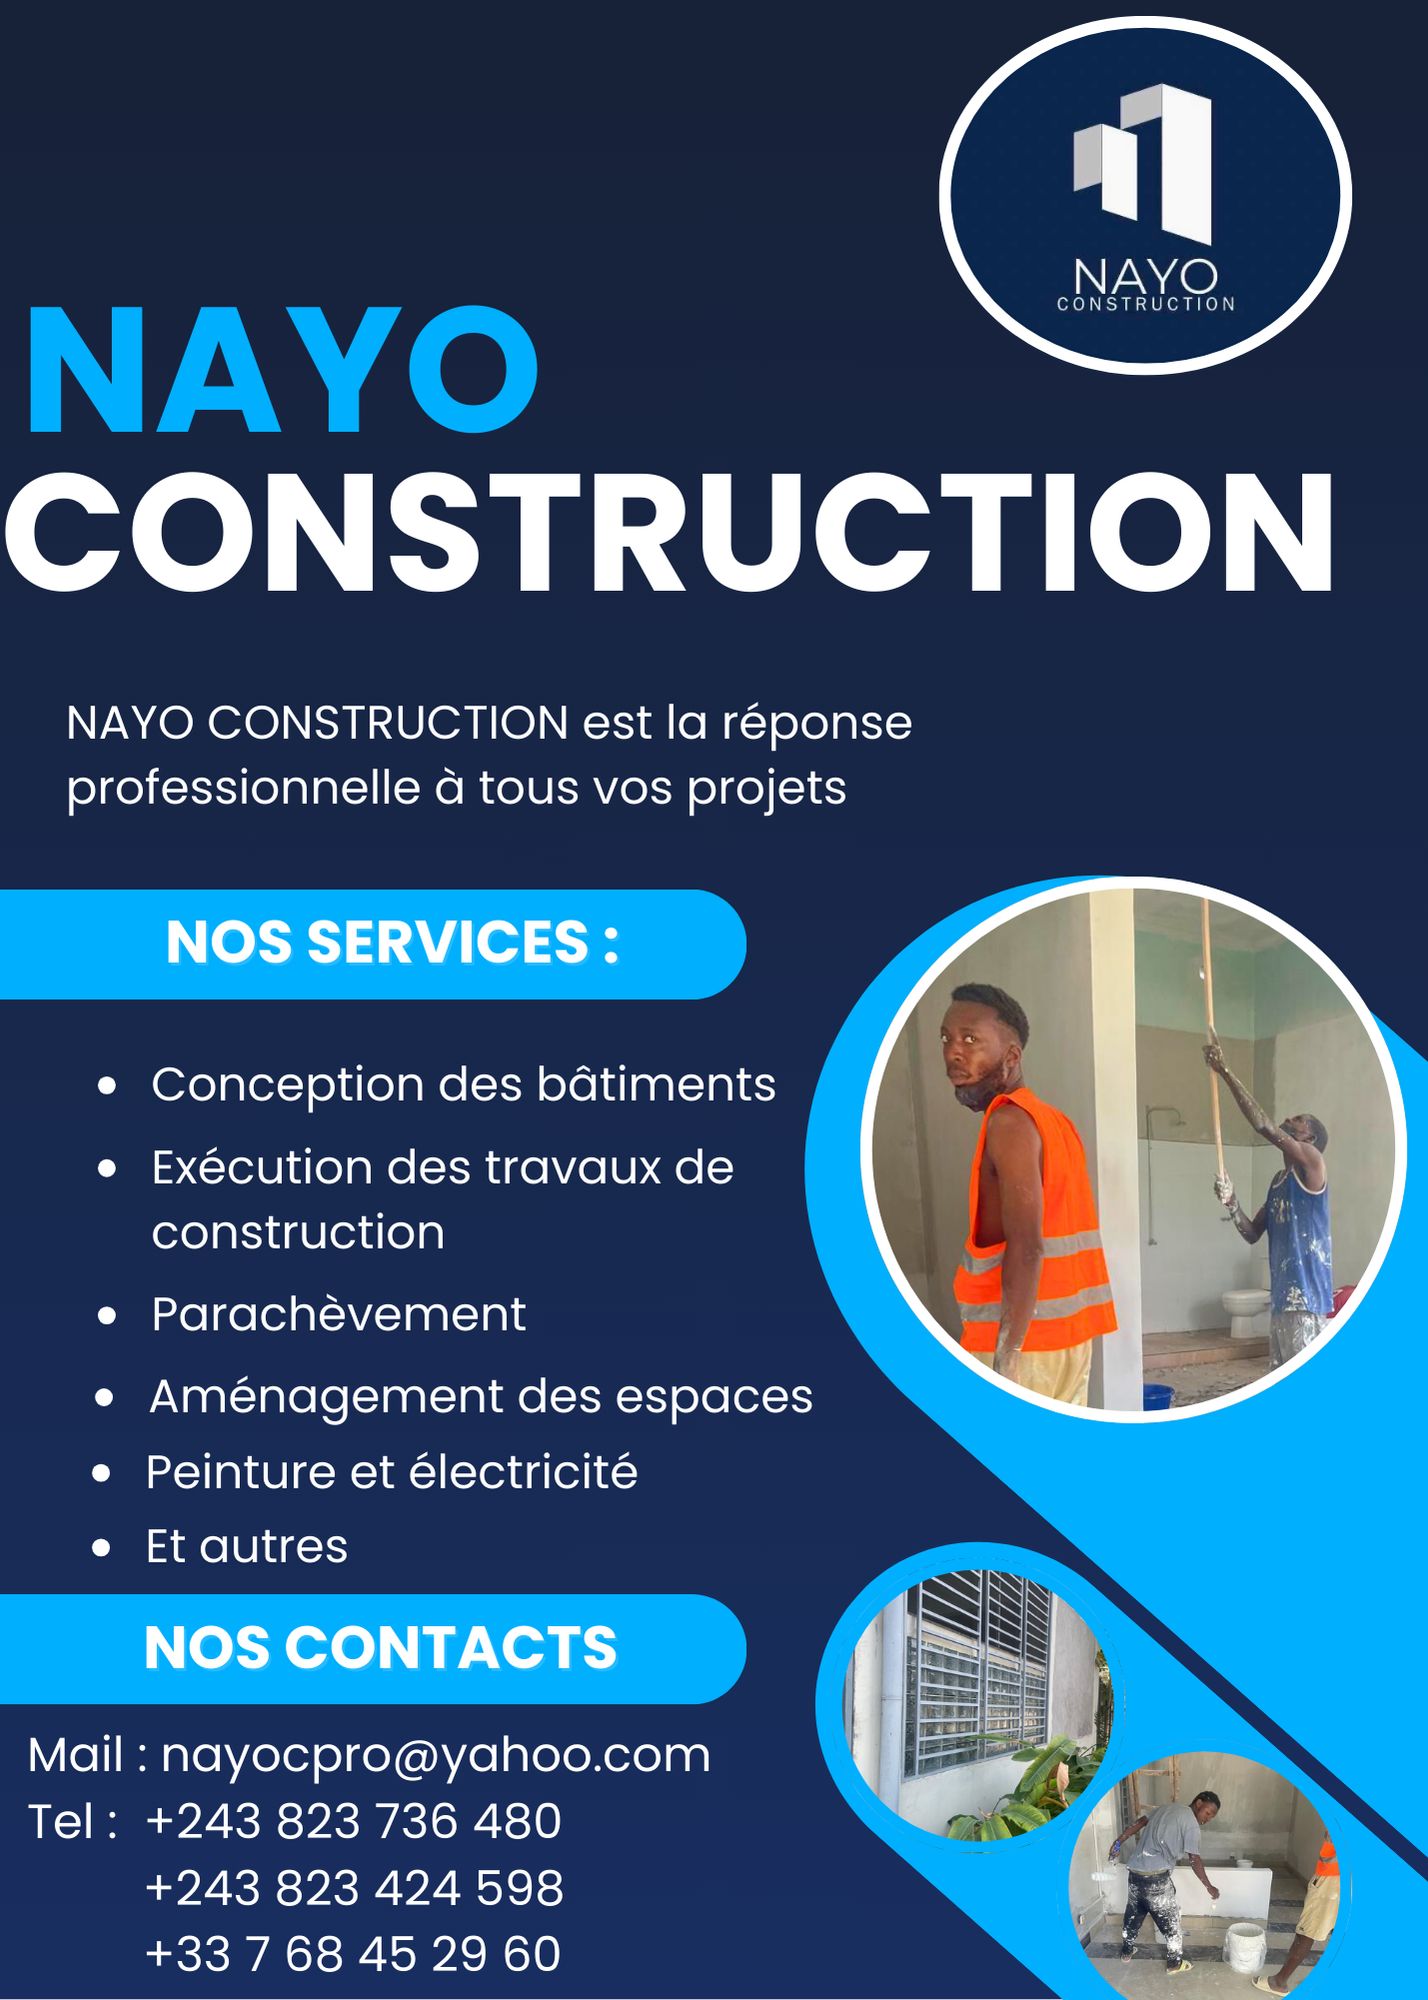 NAYO
CONSTRUCTION
NAYO
CONSTRUCTION
NAYO CONSTRUCTION est la réponse
professionnelle à tous vos projets
NOS SERVICES :
• Conception des bâtiments
• Exécution des travaux de
construction
• Parachèvement
• Aménagement des espaces
• Peinture et électricité
• Et autres
NOS CONTACTS
Mail : nayocpro@yahoo.com
Tel : +243 823 736 480
+243 823 424 598
+33 7 68 45 29 60